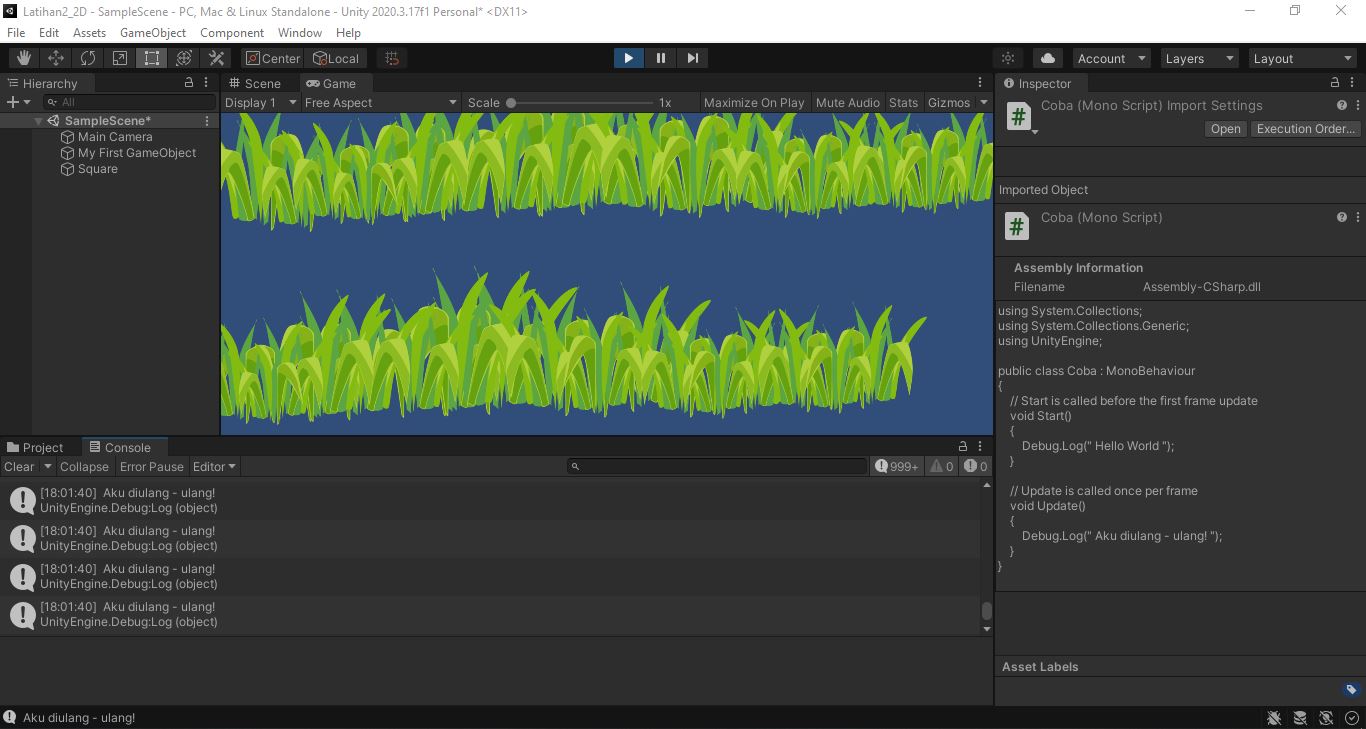 Latihan2_2D - SampleScene - PC, Mac & Linux Standalone - Unity 2020.3.17f1 Personal* <DX11>
File Edit Assets GameObject Component Window Help
Center Local Account Layers Layout
Hierarchy
All
SampleScene*
Main Camera
My First GameObject
Square
Scene Game
Display 1 Free Aspect Scale 1x Maximize On Play Mute Audio Stats Gizmos
Inspector
Coba (Mono Script) Import Settings
Open Execution Order...
Imported Object
Coba (Mono Script)
Assembly Information
Filename Assembly-CSharp.dll
using System.Collections;
using System.Collections.Generic;
using UnityEngine;
public class Coba : MonoBehaviour
{
// Start is called before the first frame update
void Start()
{
Debug.Log(" Hello World ");
}
// Update is called once per frame
void Update()
{
Debug.Log(" Aku diulang - ulang! ");
}
}
Asset Labels
Project Console
Clear Collapse Error Pause Editor 999+ 0 0
[18:01:40] Aku diulang - ulang!
UnityEngine.Debug:Log (object)
[18:01:40] Aku diulang - ulang!
UnityEngine.Debug:Log (object)
[18:01:40] Aku diulang - ulang!
UnityEngine.Debug:Log (object)
[18:01:40] Aku diulang - ulang!
UnityEngine.Debug:Log (object)
Aku diulang - ulang!